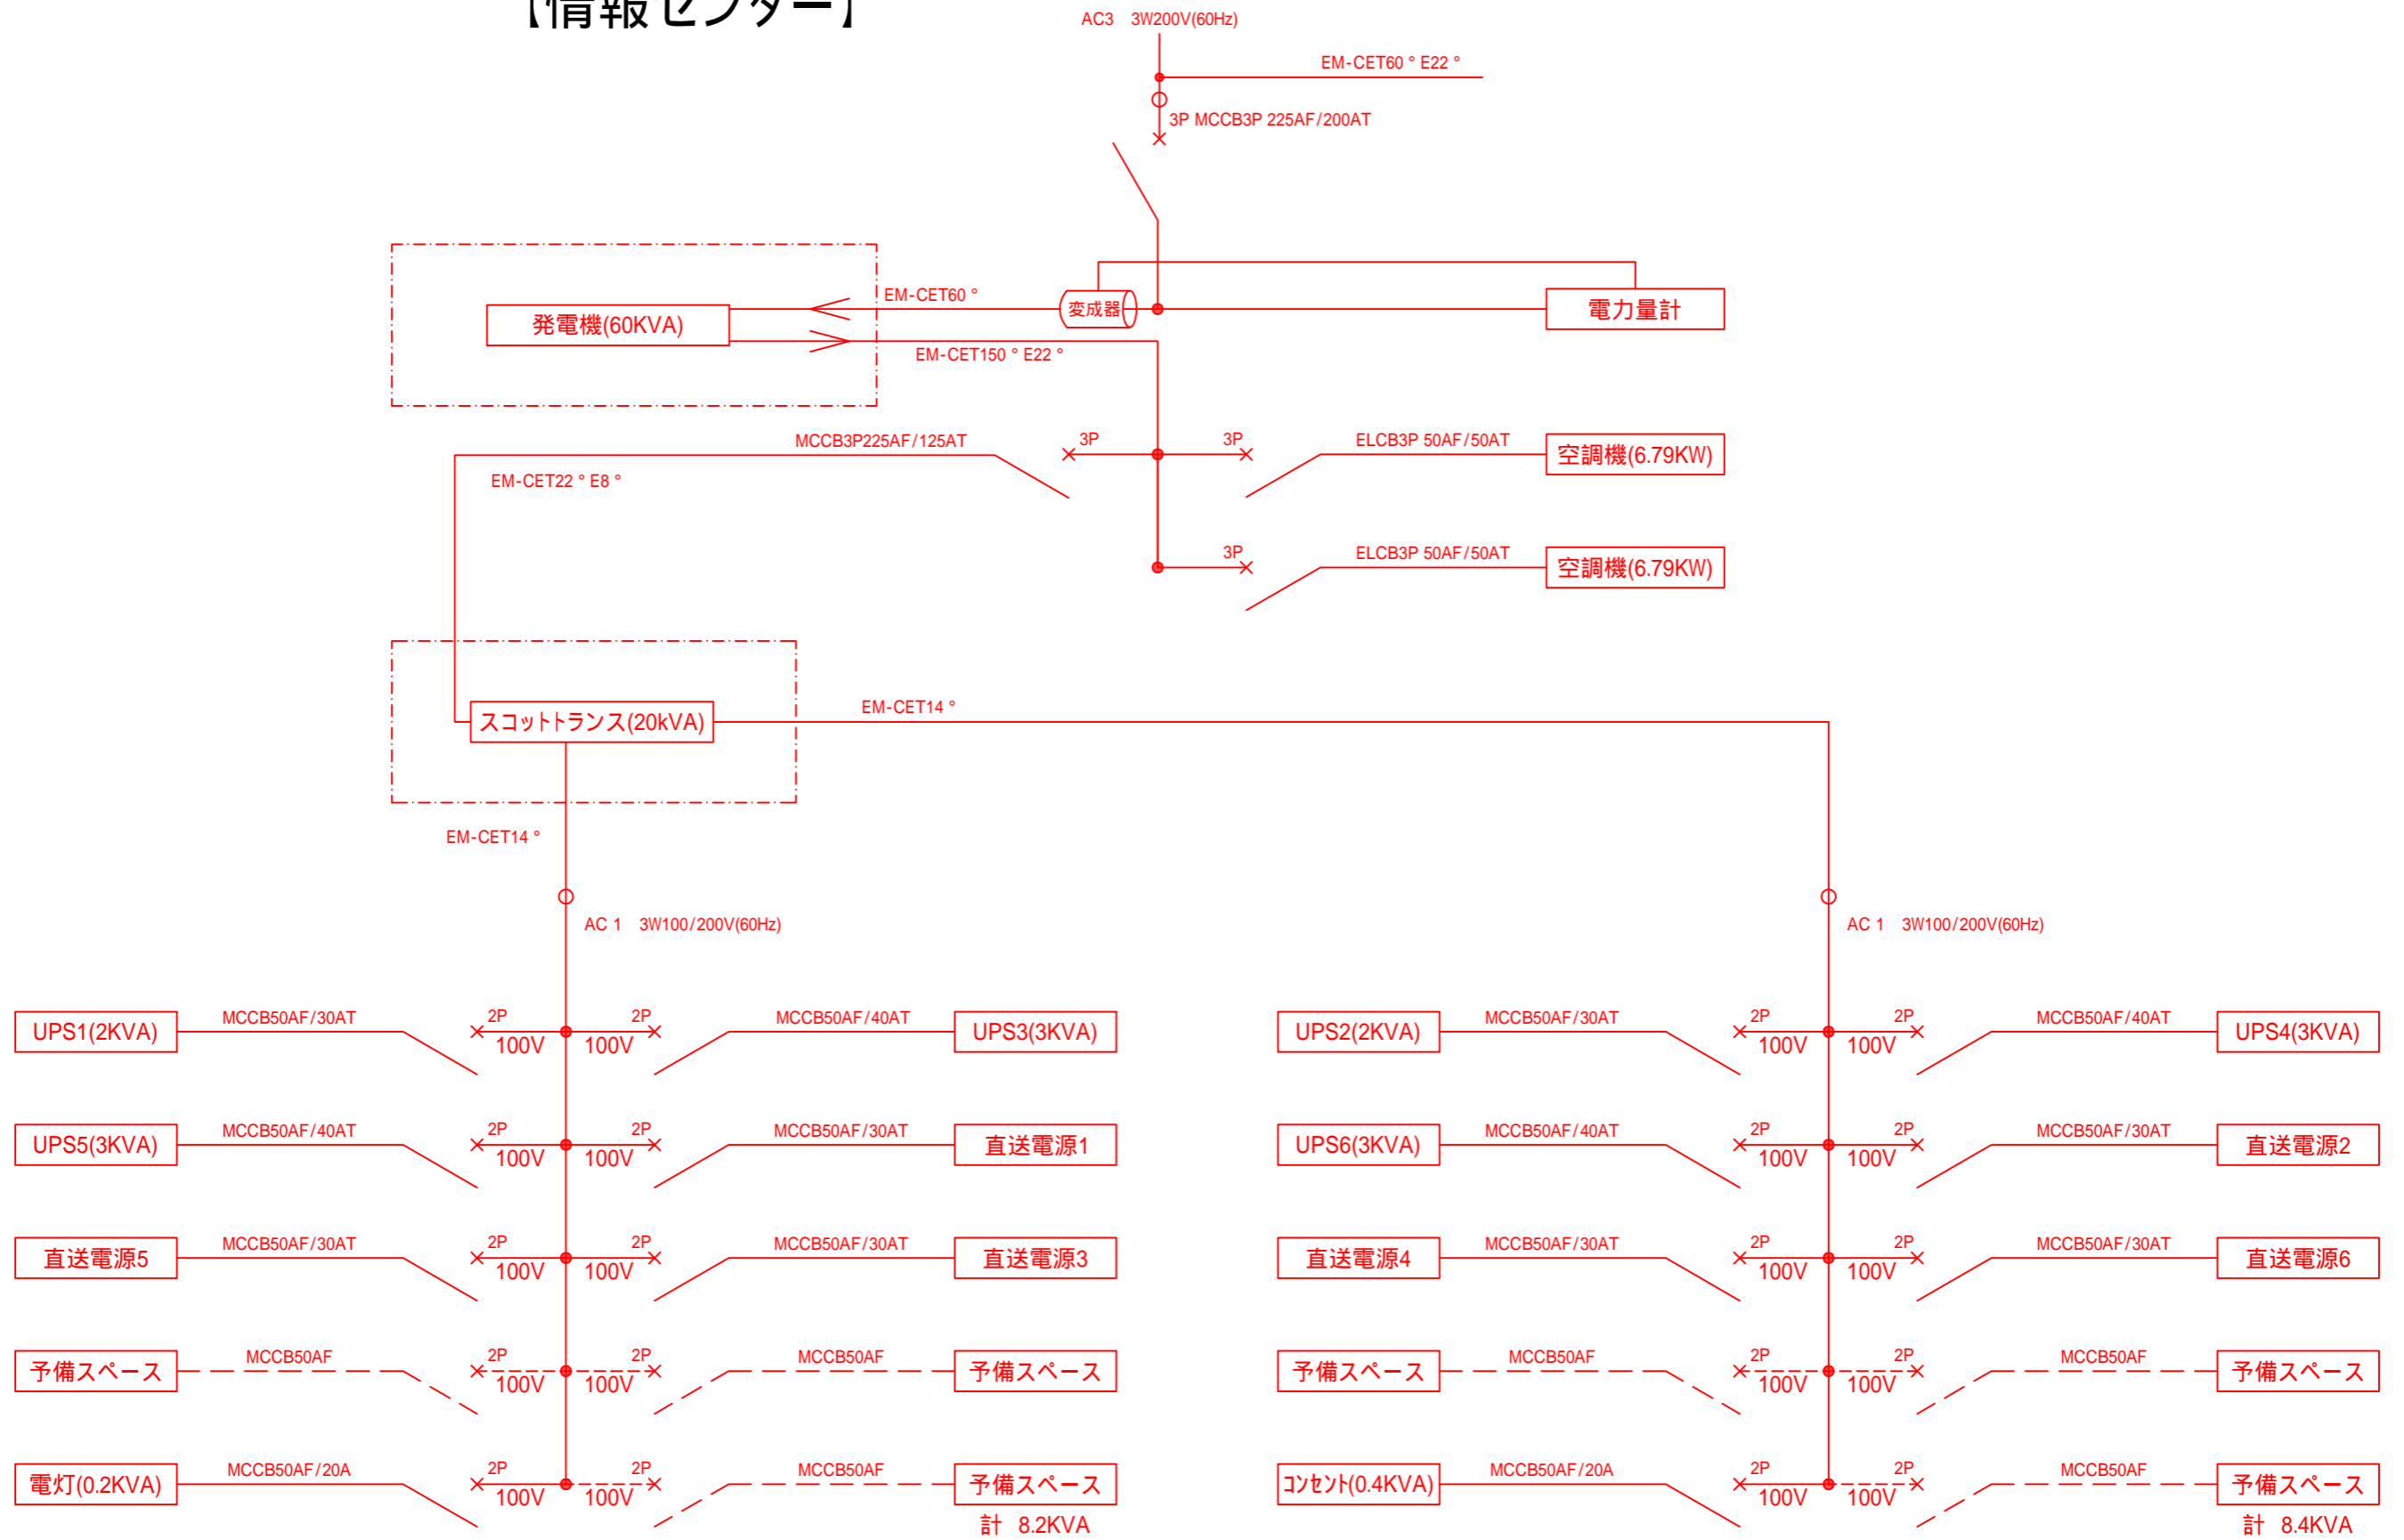 【情報センター】
AC3 3W200V(60Hz)
EM-CET60 ° E22 °
3P MCCB3P 225AF/200AT
発電機(60KVA)
EM-CET60 °
変成器
電力量計
EM-CET150 ° E22 °
MCCB3P225AF/125AT
3P
3P
ELCB3P 50AF/50AT
空調機(6.79KW)
EM-CET22 ° E8 °
3P
ELCB3P 50AF/50AT
空調機(6.79KW)
スコットトランス(20kVA)
EM-CET14 °
EM-CET14 °
AC 1 3W100/200V(60Hz)
AC 1 3W100/200V(60Hz)
UPS1(2KVA)
MCCB50AF/30AT
2P
100V
2P
100V
MCCB50AF/40AT
UPS3(3KVA)
UPS2(2KVA)
MCCB50AF/30AT
2P
100V
2P
100V
MCCB50AF/40AT
UPS4(3KVA)
UPS5(3KVA)
MCCB50AF/40AT
2P
100V
2P
100V
MCCB50AF/30AT
直送電源1
UPS6(3KVA)
MCCB50AF/40AT
2P
100V
2P
100V
MCCB50AF/30AT
直送電源2
直送電源5
MCCB50AF/30AT
2P
100V
2P
100V
MCCB50AF/30AT
直送電源3
直送電源4
MCCB50AF/30AT
2P
100V
2P
100V
MCCB50AF/30AT
直送電源6
予備スペース
MCCB50AF
2P
100V
2P
100V
MCCB50AF
予備スペース
予備スペース
MCCB50AF
2P
100V
2P
100V
MCCB50AF
予備スペース
電灯(0.2KVA)
MCCB50AF/20A
2P
100V
2P
100V
MCCB50AF
予備スペース
計 8.2KVA
コンセント(0.4KVA)
MCCB50AF/20A
2P
100V
2P
100V
MCCB50AF
予備スペース
計 8.4KVA